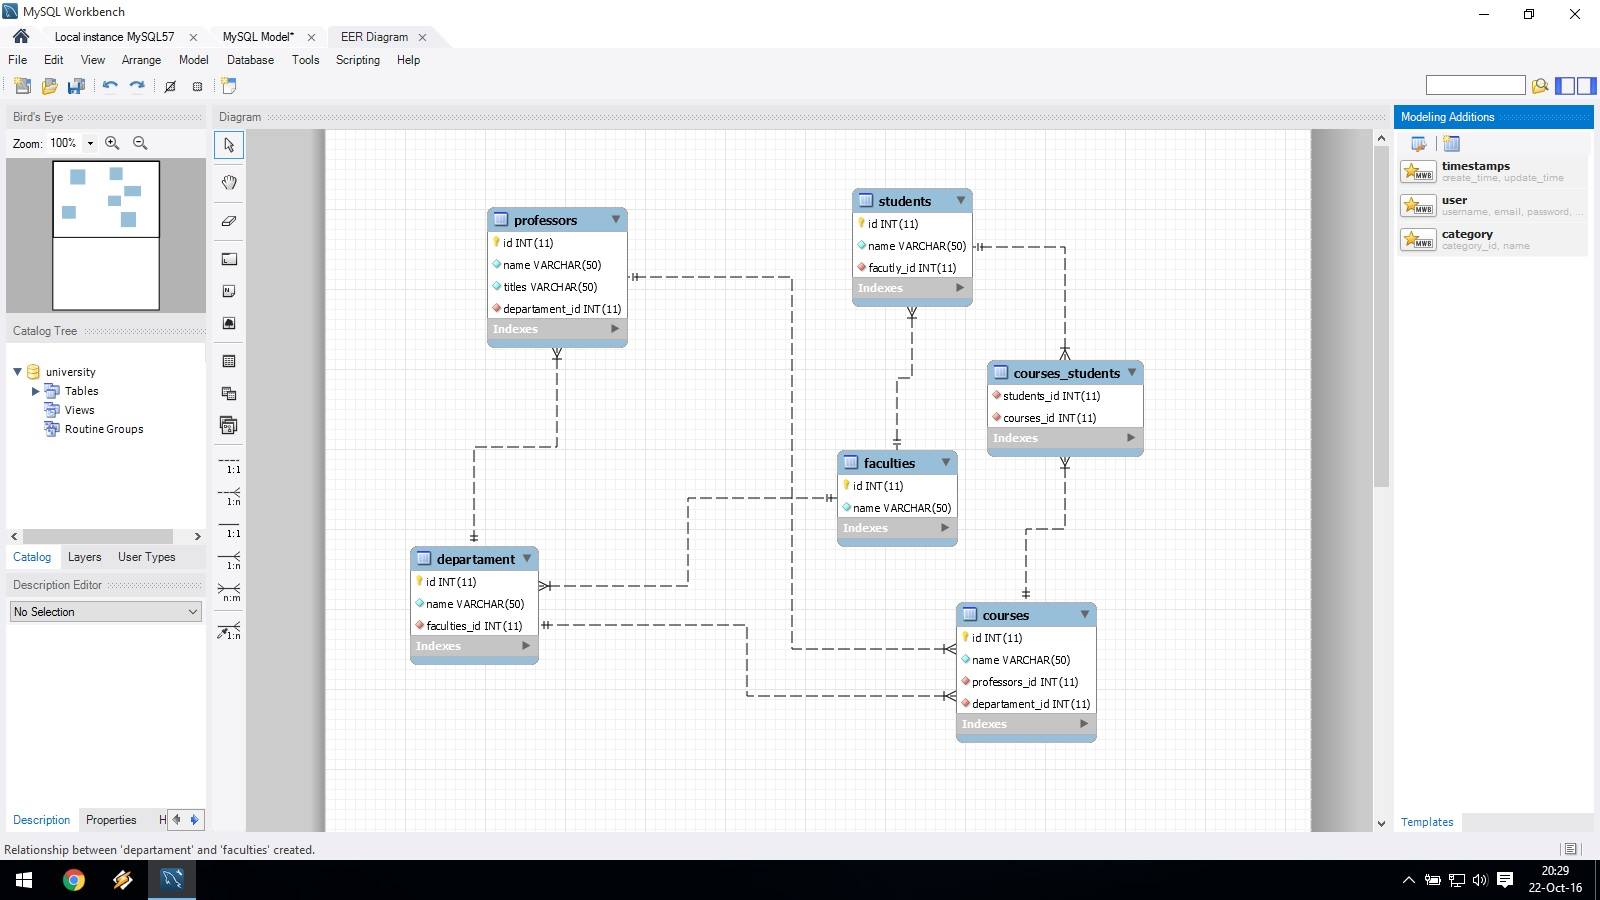 MySQL Workbench
Local instance MySQL57
MySQL Model*
EER Diagram
File Edit View Arrange Model Database Tools Scripting Help
Bird's Eye
Zoom: 100%
Catalog Tree
university
Tables
Views
Routine Groups
Catalog Layers User Types
Description Editor
No Selection
Description Properties H
Diagram
1:1
1:n
1:1
1:n
n:m
1:n
professors
id INT(11)
name VARCHAR(50)
titles VARCHAR(50)
departament_id INT(11)
Indexes
students
id INT(11)
name VARCHAR(50)
facutly_id INT(11)
Indexes
courses_students
students_id INT(11)
courses_id INT(11)
Indexes
faculties
id INT(11)
name VARCHAR(50)
Indexes
departament
id INT(11)
name VARCHAR(50)
faculties_id INT(11)
Indexes
courses
id INT(11)
name VARCHAR(50)
professors_id INT(11)
departament_id INT(11)
Indexes
Modeling Additions
MWB
timestamps
create_time, update_time
MWB
user
username, email, password, ...
MWB
category
category_id, name
Templates
Relationship between 'departament' and 'faculties' created.
20:29
22-Oct-16